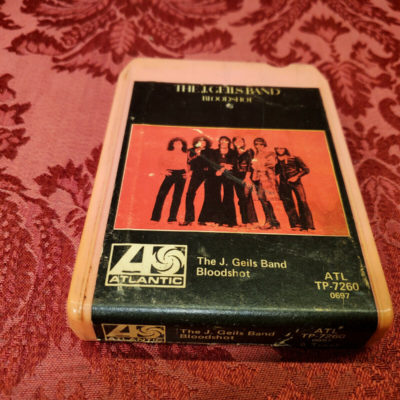 THE J. GEILS BAND
BLOODSHOT
ATLANTIC
The J. Geils Band
Bloodshot
ATL
TP-7260
0697
ATLANTIC
The J. Geils Band
Bloodshot
ATL
TP-7260